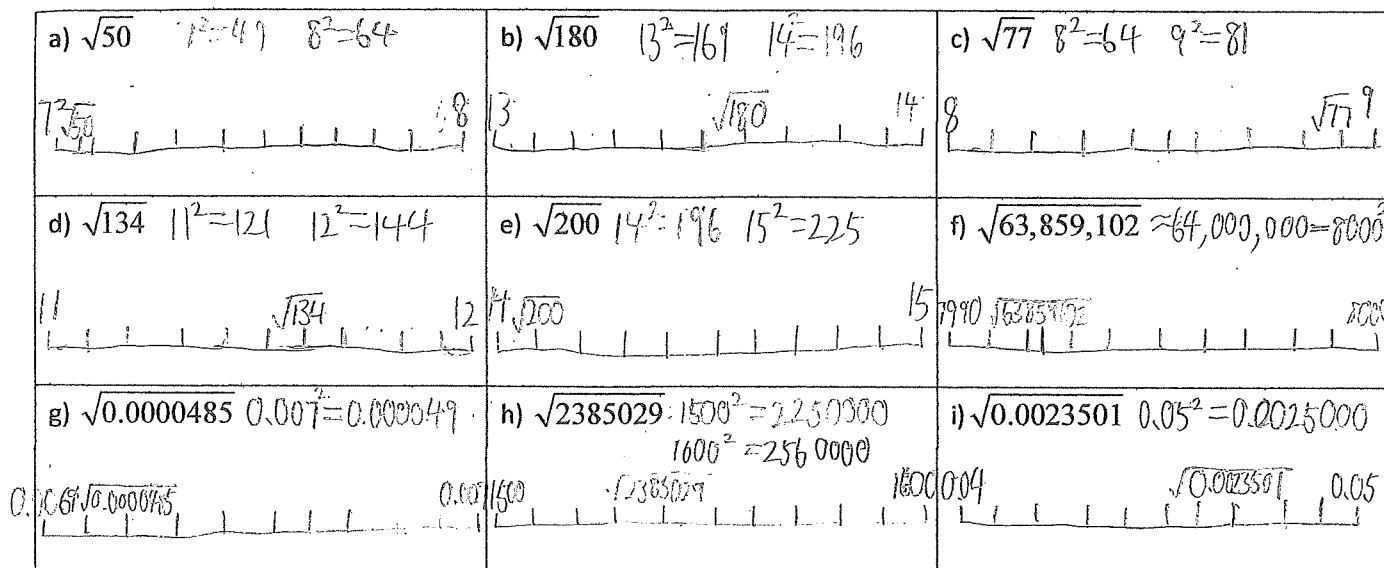 a) √50 7²=49 8²=64
7 √50 8
b) √180 13²=169 14²=196
13 √180 14
c) √77 8²=64 9²=81
8 √77 9
d) √134 11²=121 12²=144
11 √134 12
e) √200 14²=196 15²=225
14 √200 15
f) √63,859,102 ≈64,000,000=8000²
7990 √63859102 8000
g) √0.0000485 0.007²=0.000049
√0.0000485
h) √2385029 1500²=2250000
1600²=2560000
1500 √2385029 1600
i) √0.0023501 0.05²=0.0025000
0.04 √0.0023501 0.05